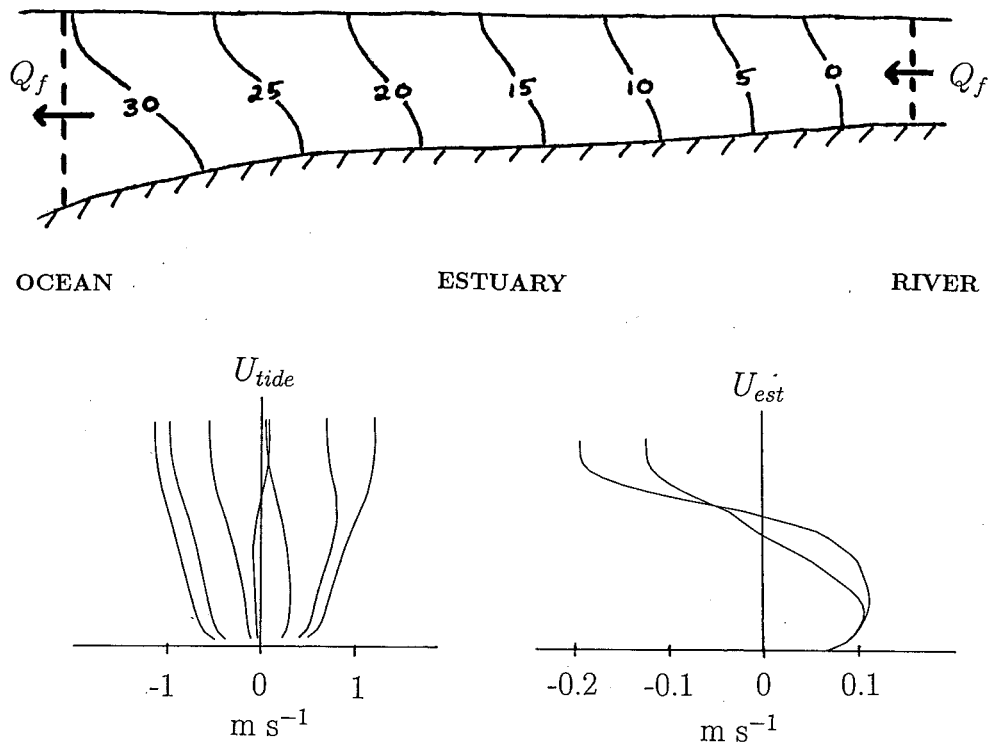 Q_f
30 25 20 15 10 5 0
Q_f
OCEAN ESTUARY RIVER
U_tide
-1 0 1
m s⁻¹
U_est
-0.2 -0.1 0 0.1
m s⁻¹